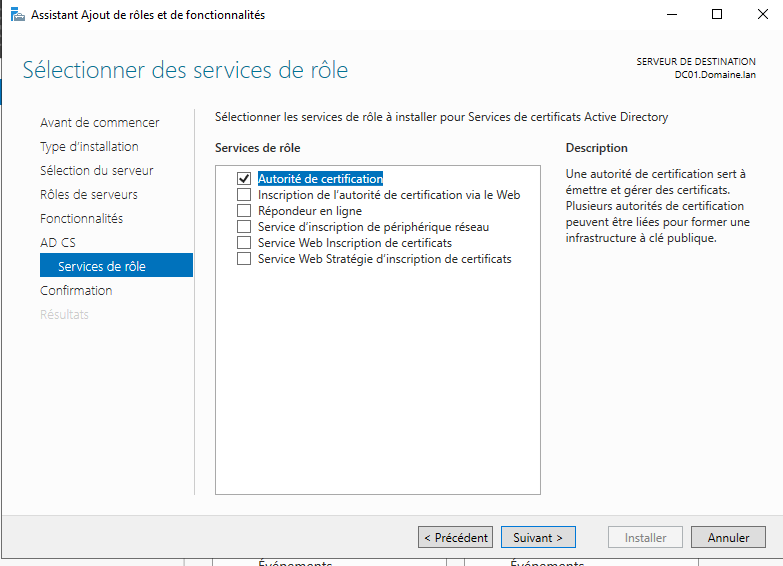 Assistant Ajout de rôles et de fonctionnalités
Sélectionner des services de rôle
SERVEUR DE DESTINATION
DC01.Domaine.lan
Avant de commencer
Type d'installation
Sélection du serveur
Rôles de serveurs
Fonctionnalités
AD CS
Services de rôle
Confirmation
Résultats
Sélectionner les services de rôle à installer pour Services de certificats Active Directory
Services de rôle
Autorité de certification
Inscription de l'autorité de certification via le Web
Répondeur en ligne
Service d'inscription de périphérique réseau
Service Web Inscription de certificats
Service Web Stratégie d'inscription de certificats
Description
Une autorité de certification sert à
émettre et gérer des certificats.
Plusieurs autorités de certification
peuvent être liées pour former une
infrastructure à clé publique.
< Précédent
Suivant >
Installer
Annuler
Événements
Événements